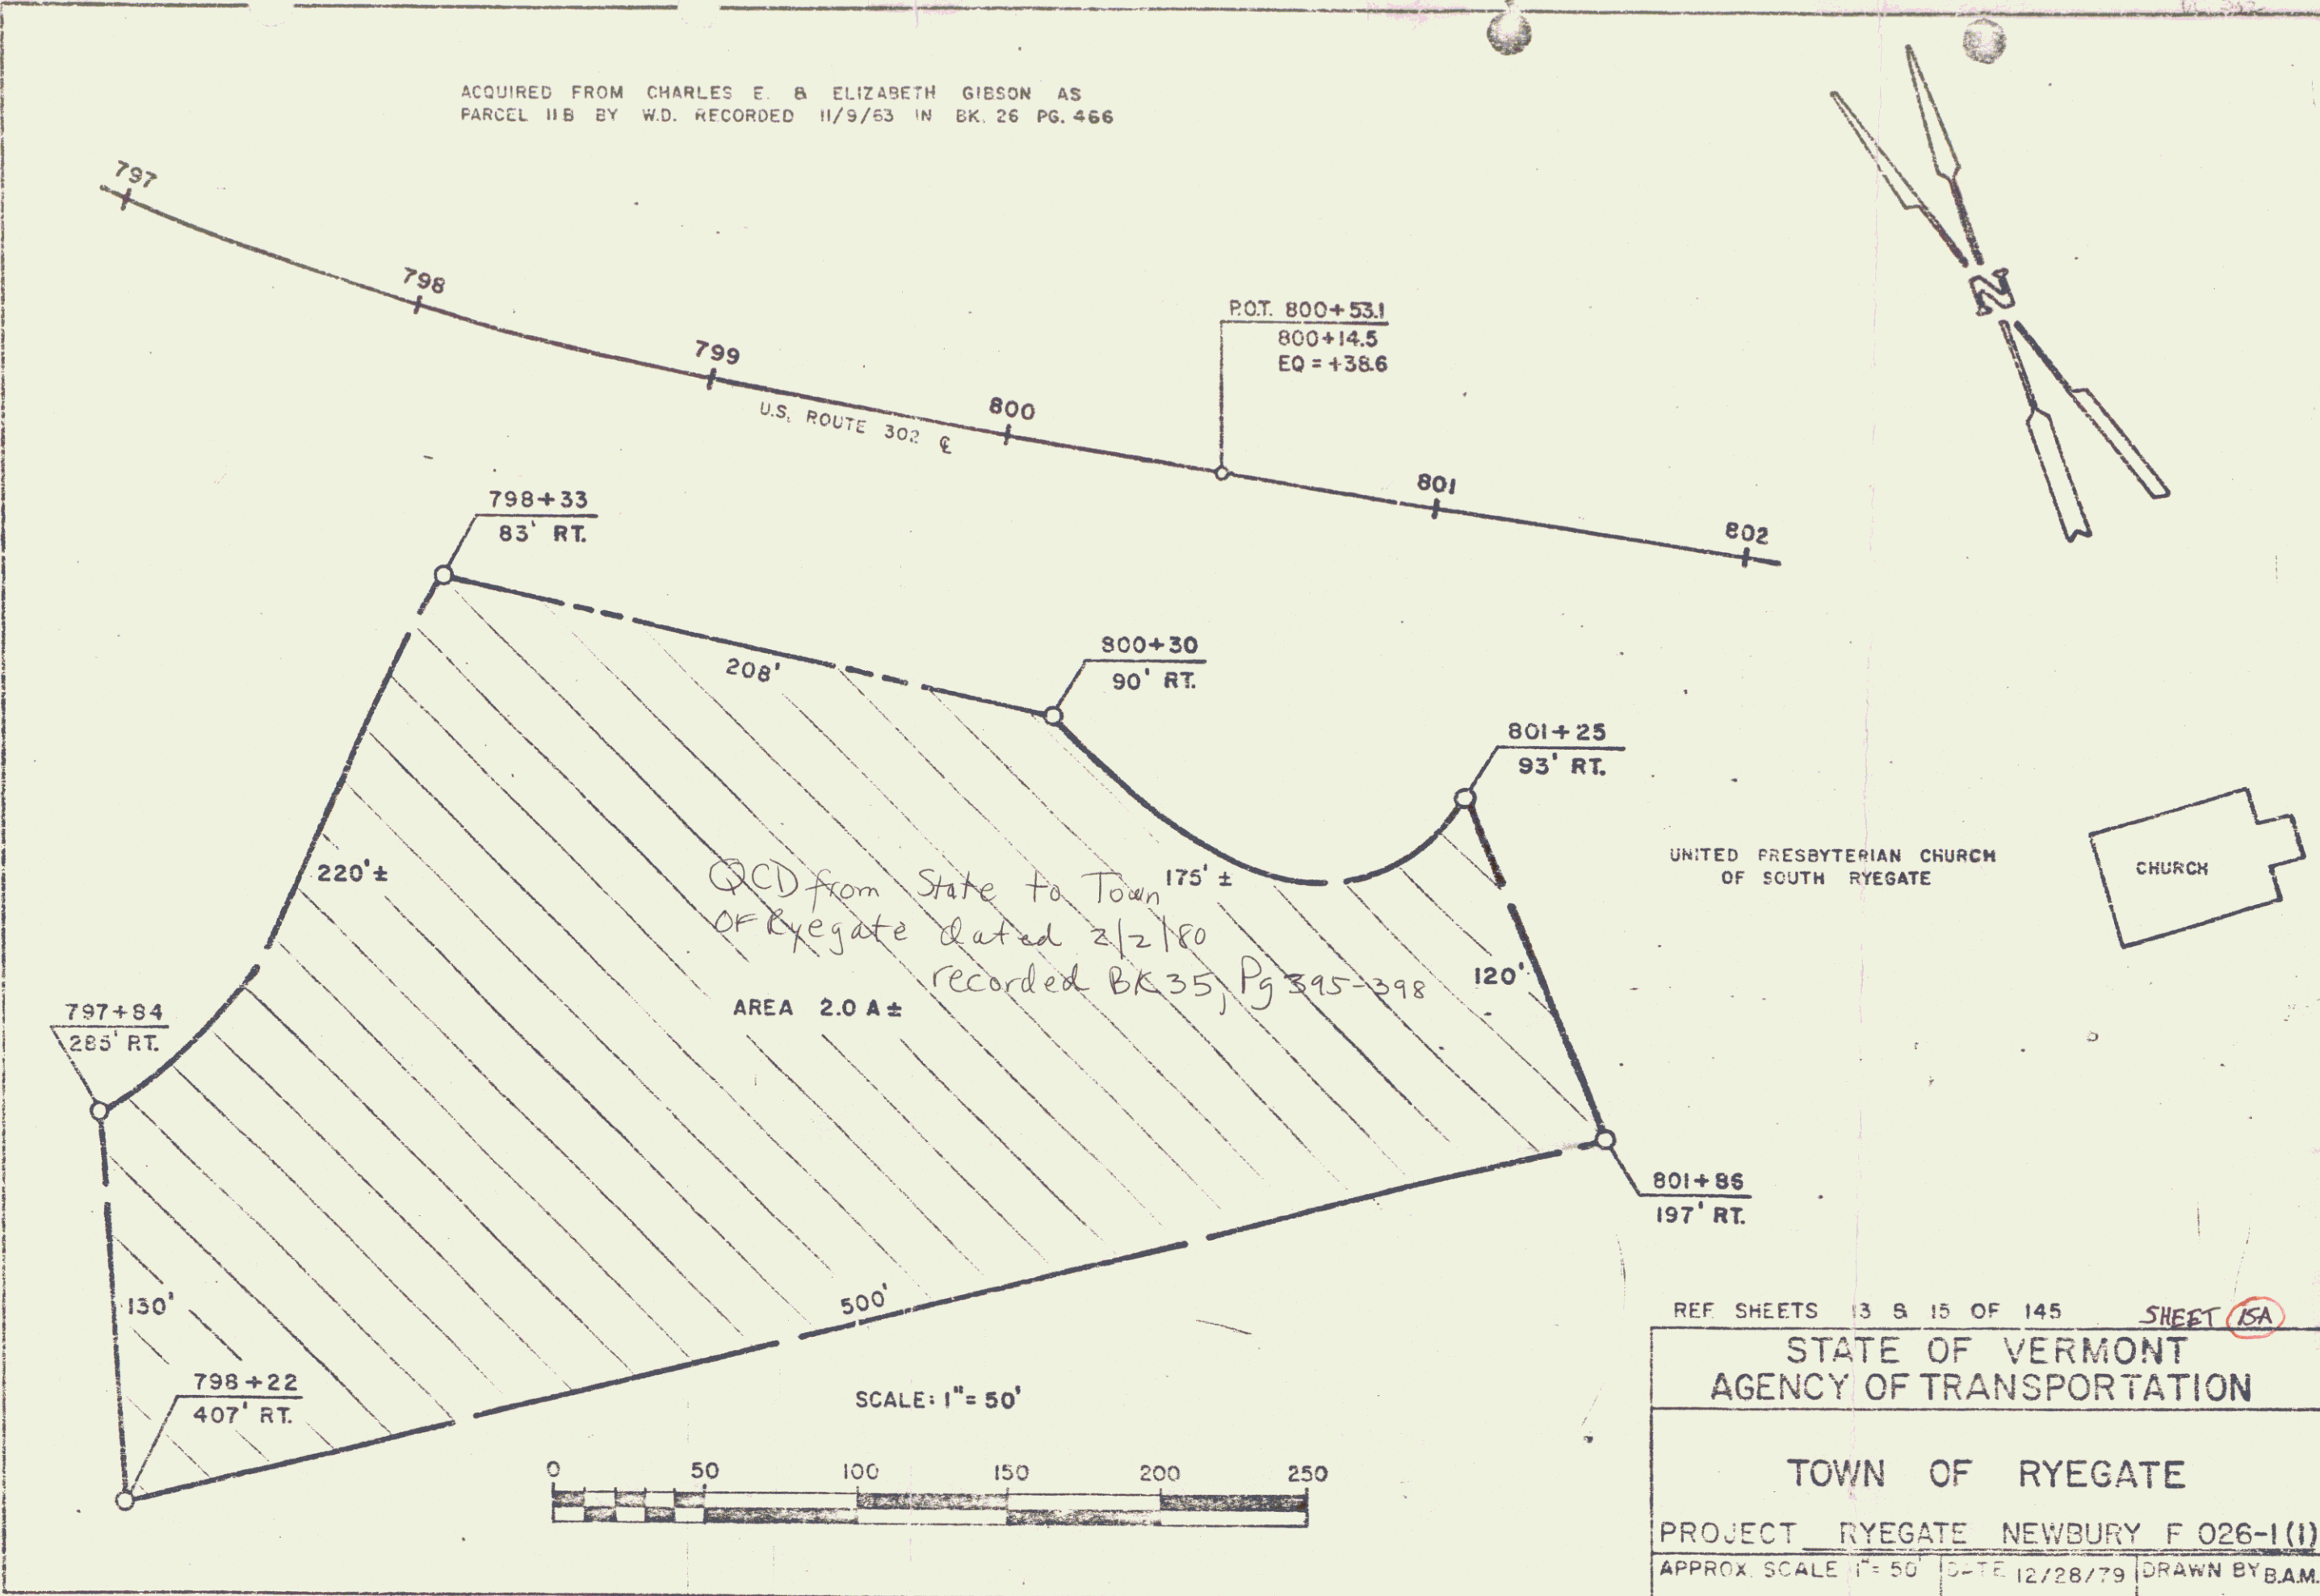 ACQUIRED FROM CHARLES E. & ELIZABETH GIBSON AS
PARCEL 11B BY W.D. RECORDED 11/9/63 IN BK. 26 PG. 466
797
798
799
800
801
802
U.S. ROUTE 302 ℄
P.O.T. 800+53.1
800+14.5
EQ = +38.6
N
798+33
83' RT.
208'
800+30
90' RT.
801+25
93' RT.
UNITED PRESBYTERIAN CHURCH
OF SOUTH RYEGATE
CHURCH
220'±
175' ±
QCD from State to Town
OF Ryegate dated 2/2/80
recorded BK 35, Pg 395-398
AREA 2.0 A ±
120'
797+84
285' RT.
801+86
197' RT.
130'
500'
798+22
407' RT.
SCALE: 1"= 50'
0 50 100 150 200 250
REF. SHEETS 13 & 15 OF 145 SHEET 15A
STATE OF VERMONT
AGENCY OF TRANSPORTATION
TOWN OF RYEGATE
PROJECT RYEGATE NEWBURY F 026-1(1)
APPROX. SCALE 1"= 50' DATE 12/28/79 DRAWN BY B.A.M.